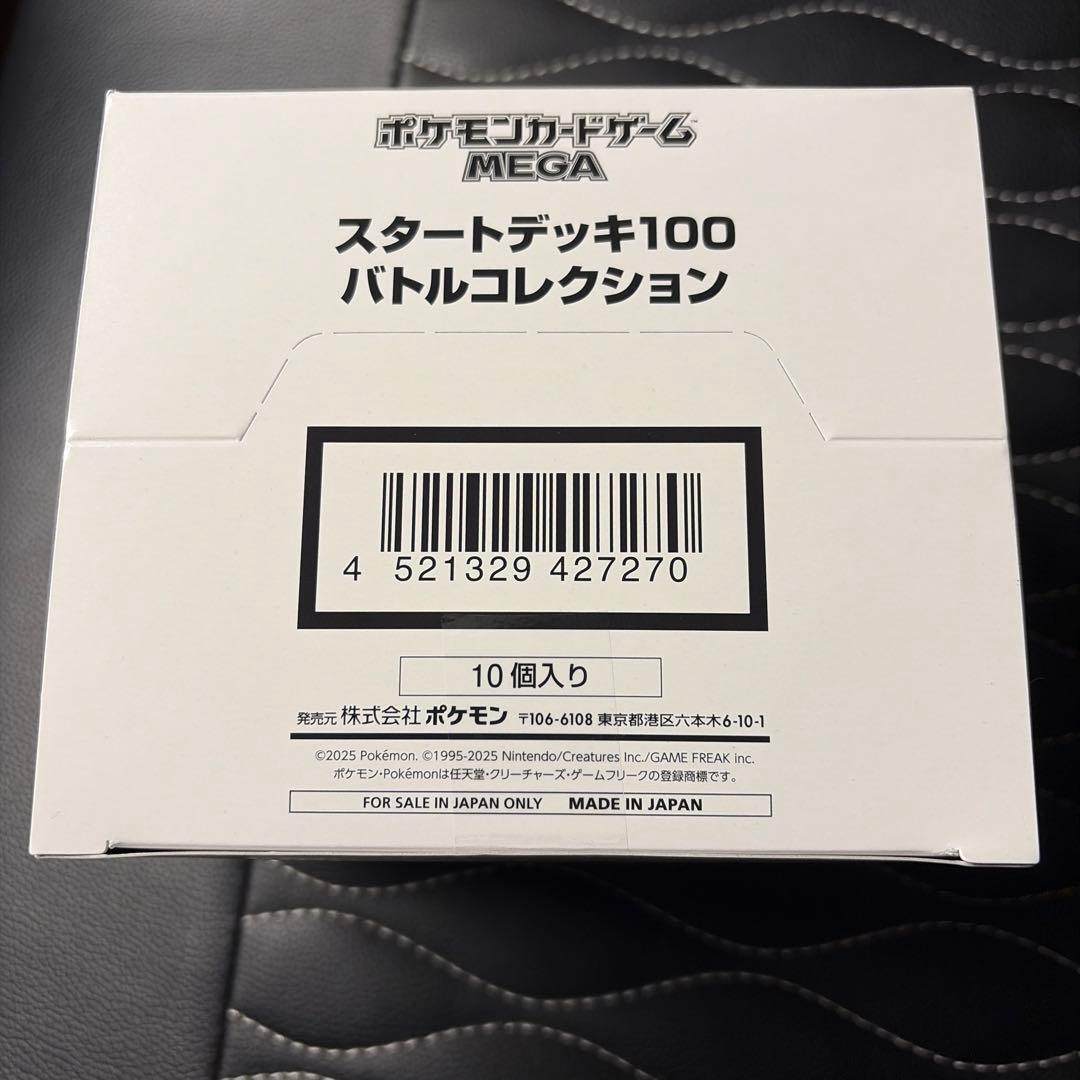 ポケモンカードゲーム™
MEGA
スタートデッキ100
バトルコレクション
4 521329 427270
10個入り
発売元 株式会社 ポケモン 〒106-6108 東京都港区六本木6-10-1
©2025 Pokémon. ©1995-2025 Nintendo/Creatures Inc./GAME FREAK inc.
ポケモン・Pokémonは任天堂・クリーチャーズ・ゲームフリークの登録商標です。
FOR SALE IN JAPAN ONLY MADE IN JAPAN